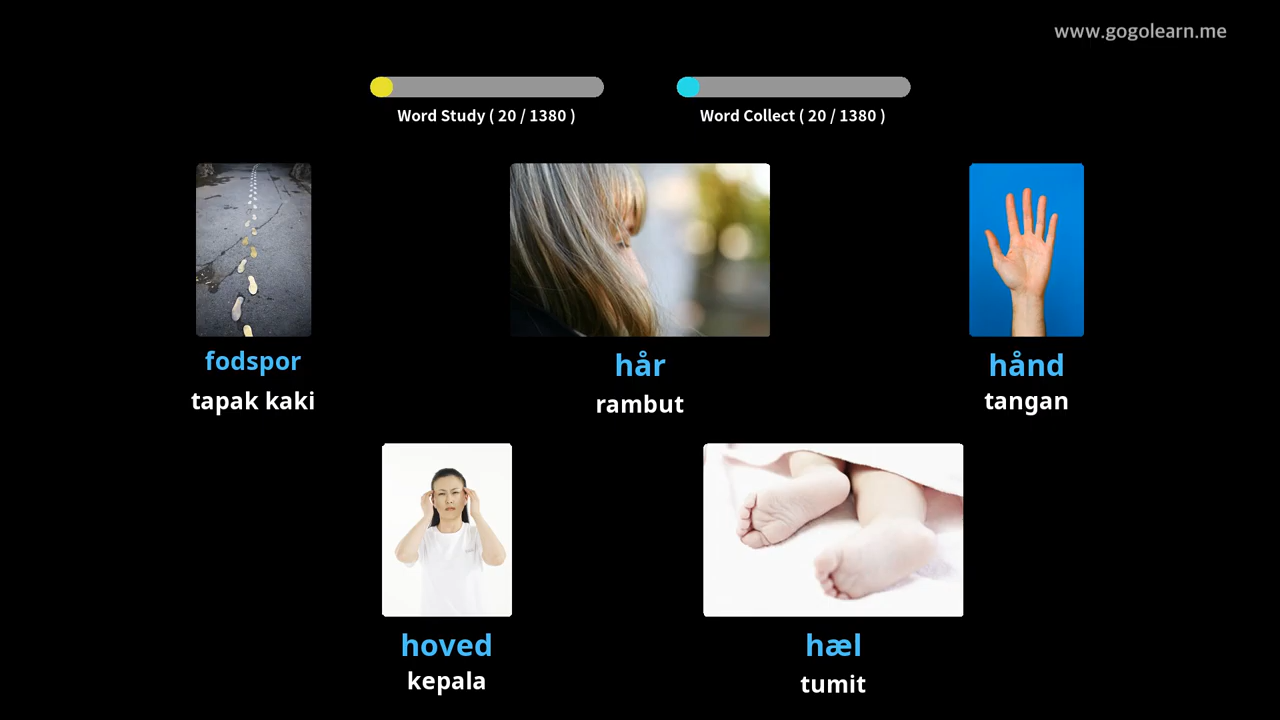 www.gogolearn.me
Word Study ( 20 / 1380 )
Word Collect ( 20 / 1380 )
fodspor
tapak kaki
hår
rambut
hånd
tangan
hoved
kepala
hæl
tumit